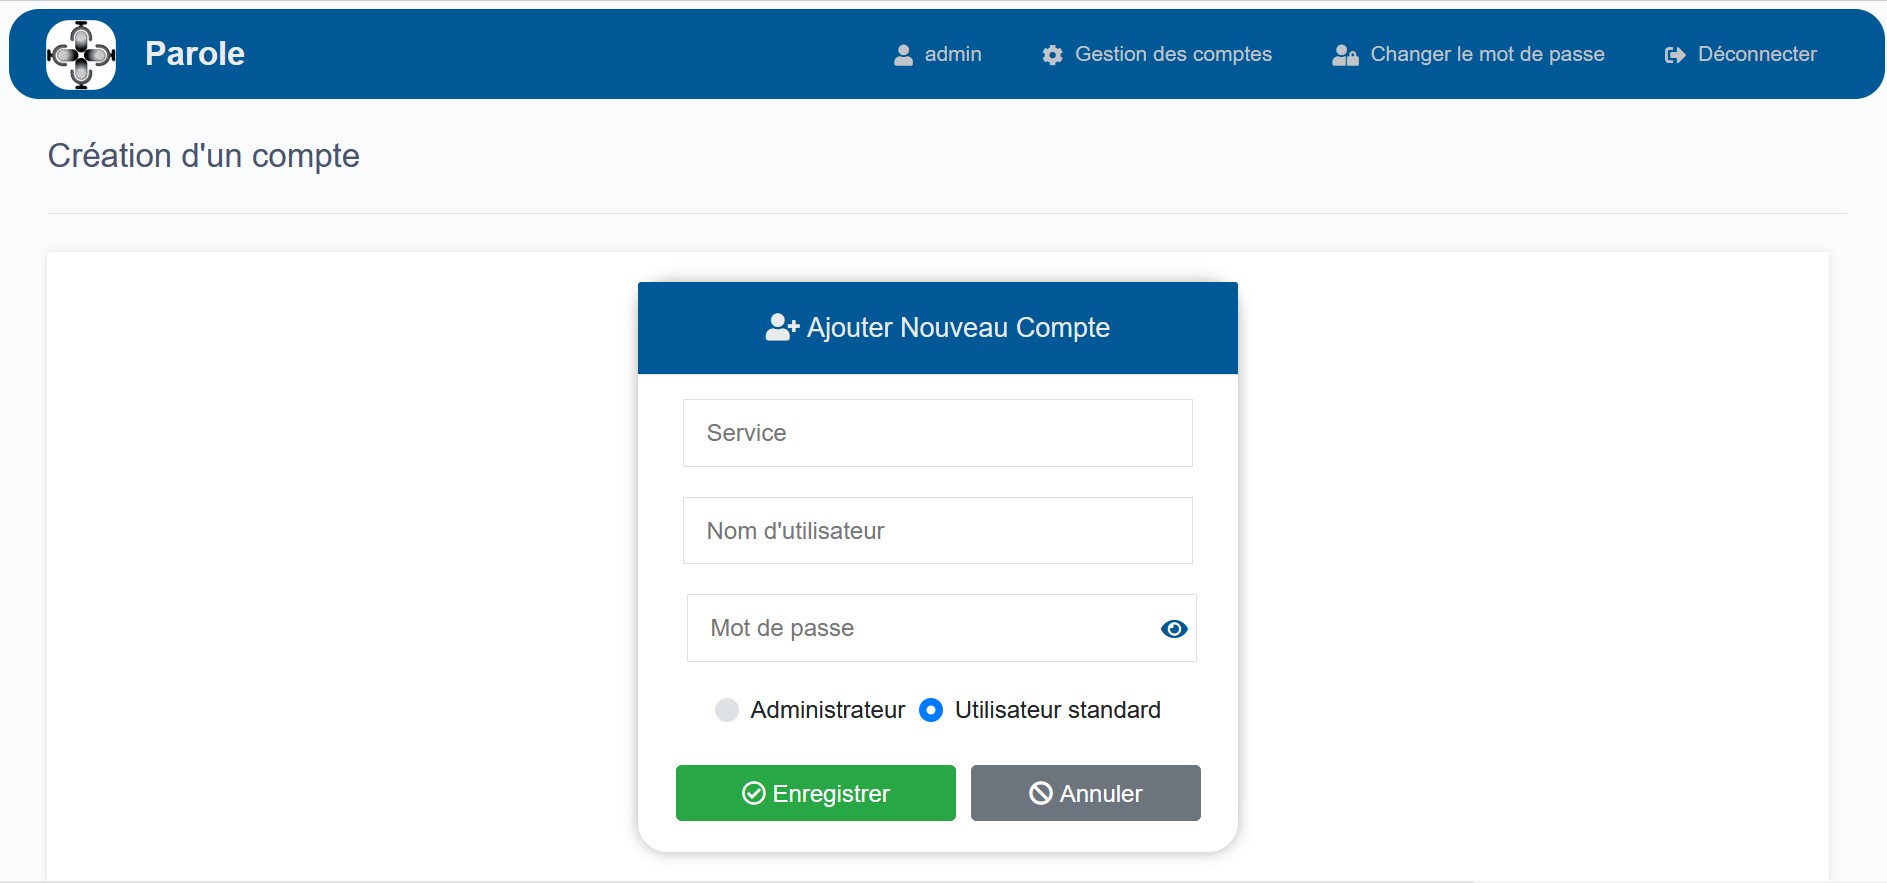 Parole
admin
Gestion des comptes
Changer le mot de passe
Déconnecter
Création d'un compte
Ajouter Nouveau Compte
Service
Nom d'utilisateur
Mot de passe
Administrateur
Utilisateur standard
Enregistrer
Annuler